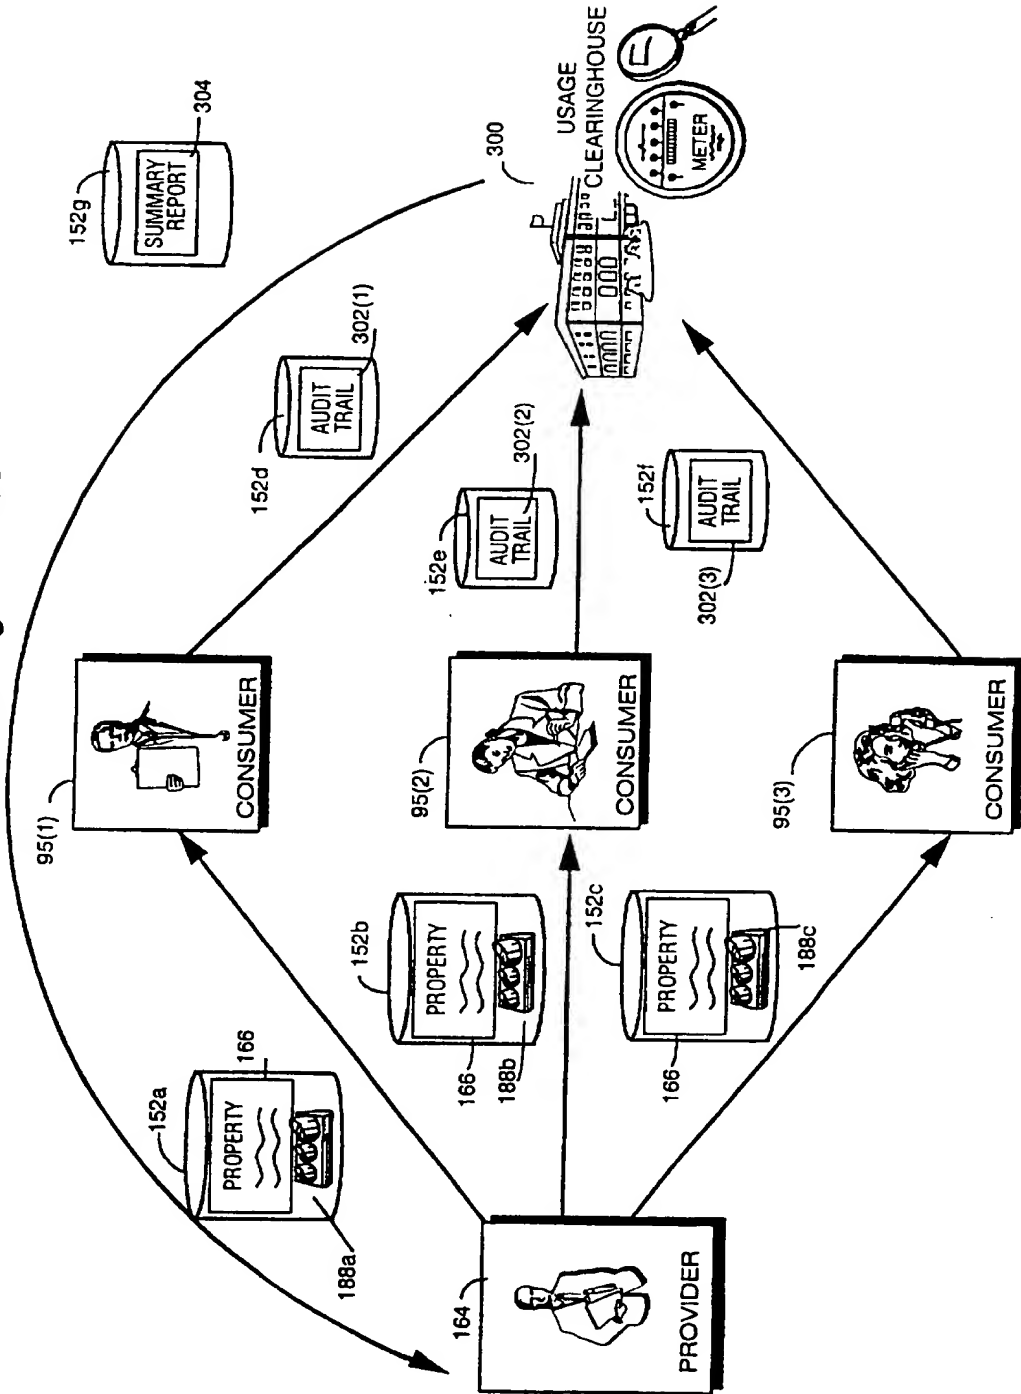 152g
SUMMARY
REPORT
304
300
USAGE
CLEARINGHOUSE
METER
152d
AUDIT
TRAIL
302(1)
152e
AUDIT
TRAIL
302(2)
152f
AUDIT
TRAIL
302(3)
95(1)
CONSUMER
95(2)
CONSUMER
95(3)
CONSUMER
152a
PROPERTY
166
188a
152b
PROPERTY
166
188b
152c
PROPERTY
166
188c
164
PROVIDER